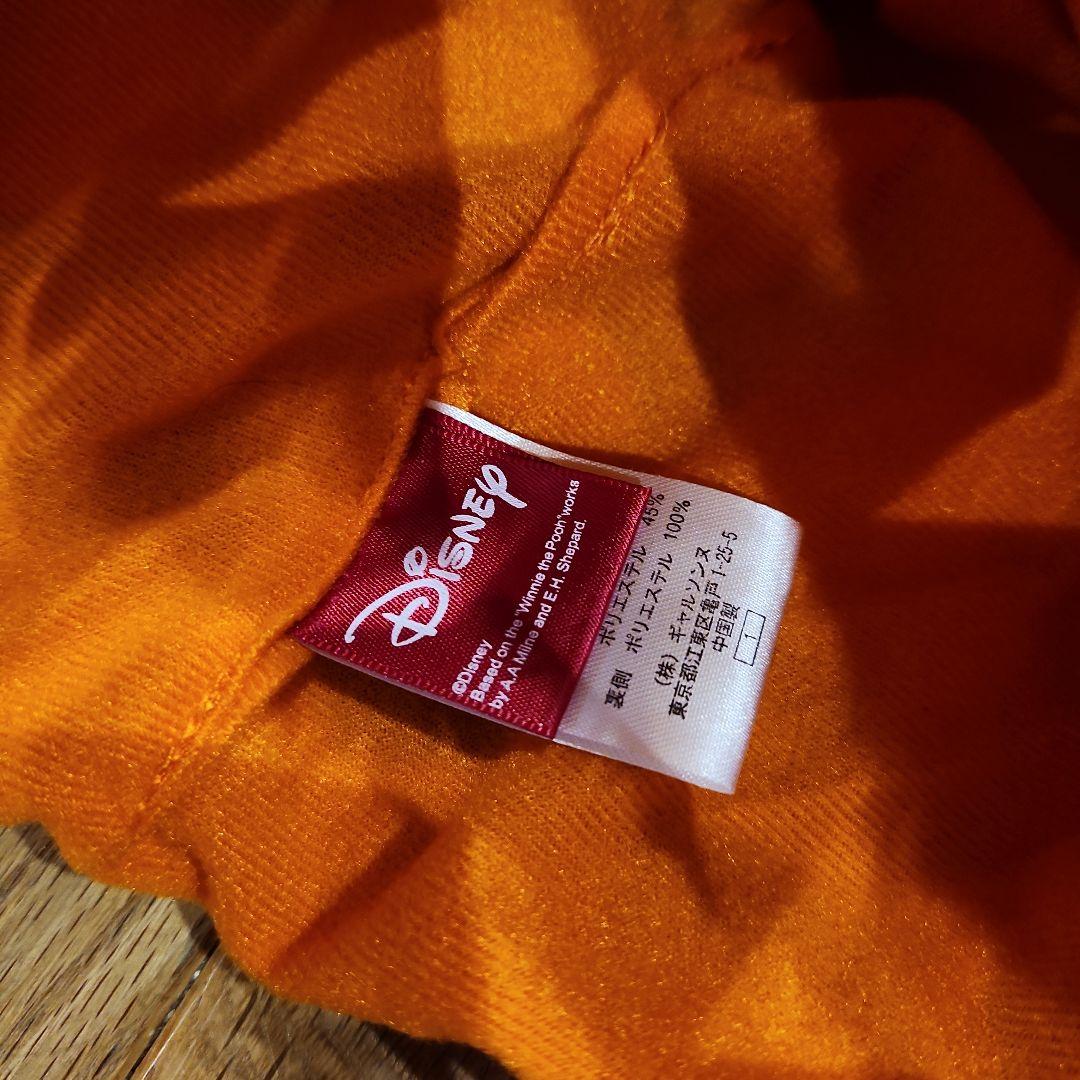 Disney
©Disney
Based on the "Winnie the Pooh"works
by A.A Milne and E.H. Shepard.
ポリエステル 45%
裏側 ポリエステル 100%
(株) ギャルソンヌ
東京都江東区亀戸 1-25-5
中国製
1